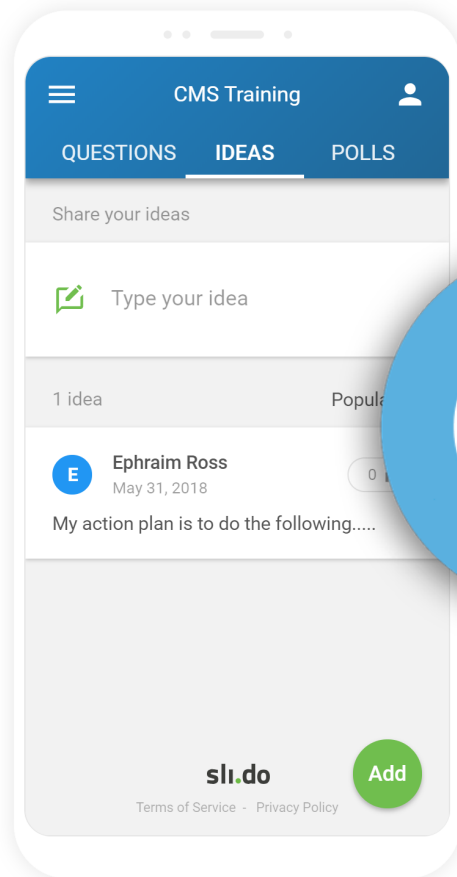 CMS Training
QUESTIONS IDEAS POLLS
Share your ideas
Type your idea
1 idea
E
Ephraim Ross
0
May 31, 2018
My action plan is to do the following.....
sli.do
Add
Terms of Service - Privacy Policy